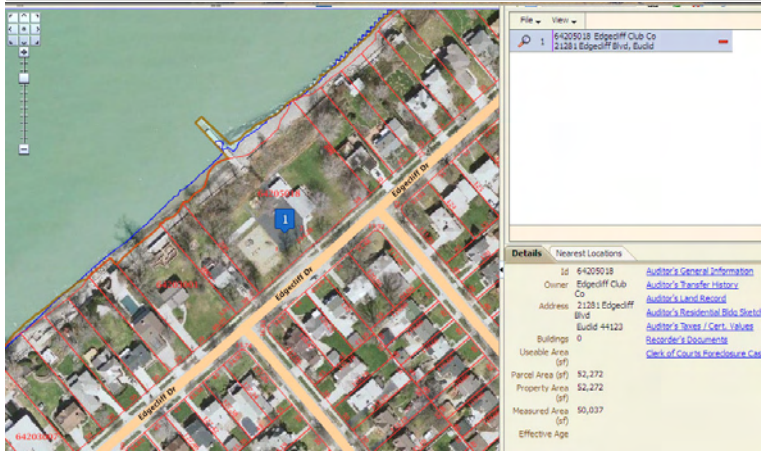 File View
1 64205018 Edgecliff Club Co
21281 Edgecliff Blvd, Euclid
Edgecliff Dr
64205018
1
Edgecliff Dr
Edgecliff Dr
Details Nearest Locations
Id 64205018
Owner Edgecliff Club
Co
Address 21281 Edgecliff
Blvd
Euclid 44123
Buildings 0
Useable Area
(sf)
Parcel Area (sf) 52,272
Property Area 52,272
(sf)
Measured Area 50,037
(sf)
Effective Age
Auditor's General Information
Auditor's Transfer History
Auditor's Land Record
Auditor's Residential Bldg Sketch
Auditor's Taxes / Cert. Values
Recorder's Documents
Clerk of Courts Foreclosure Cas